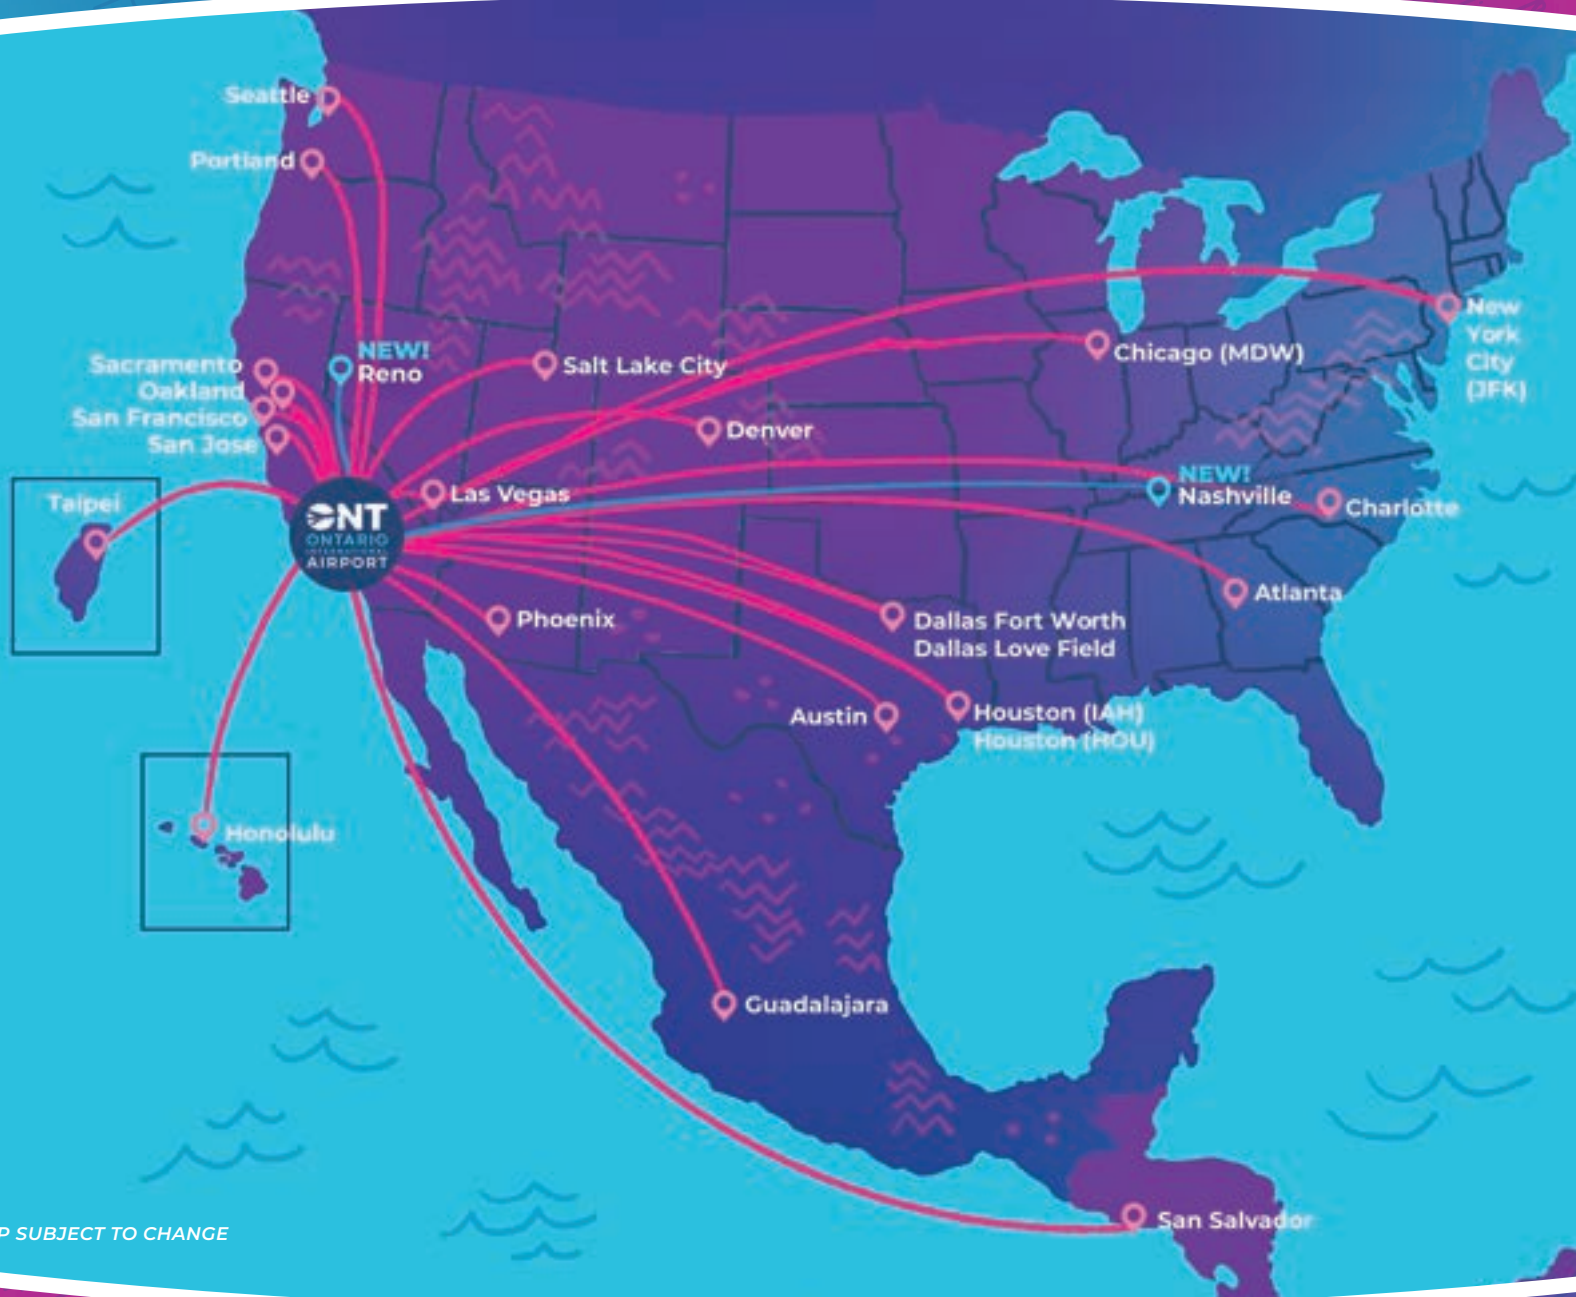 Seattle
Portland
NEW!
Reno
Sacramento
Oakland
San Francisco
San Jose
Salt Lake City
Denver
Las Vegas
Chicago (MDW)
New
York
City
(JFK)
NEW!
Nashville
Charlotte
Atlanta
Taipei
ONT
ONTARIO
INTERNATIONAL
AIRPORT
Phoenix
Dallas Fort Worth
Dallas Love Field
Austin
Houston (IAH)
Houston (HOU)
Honolulu
Guadalajara
San Salvador
P SUBJECT TO CHANGE